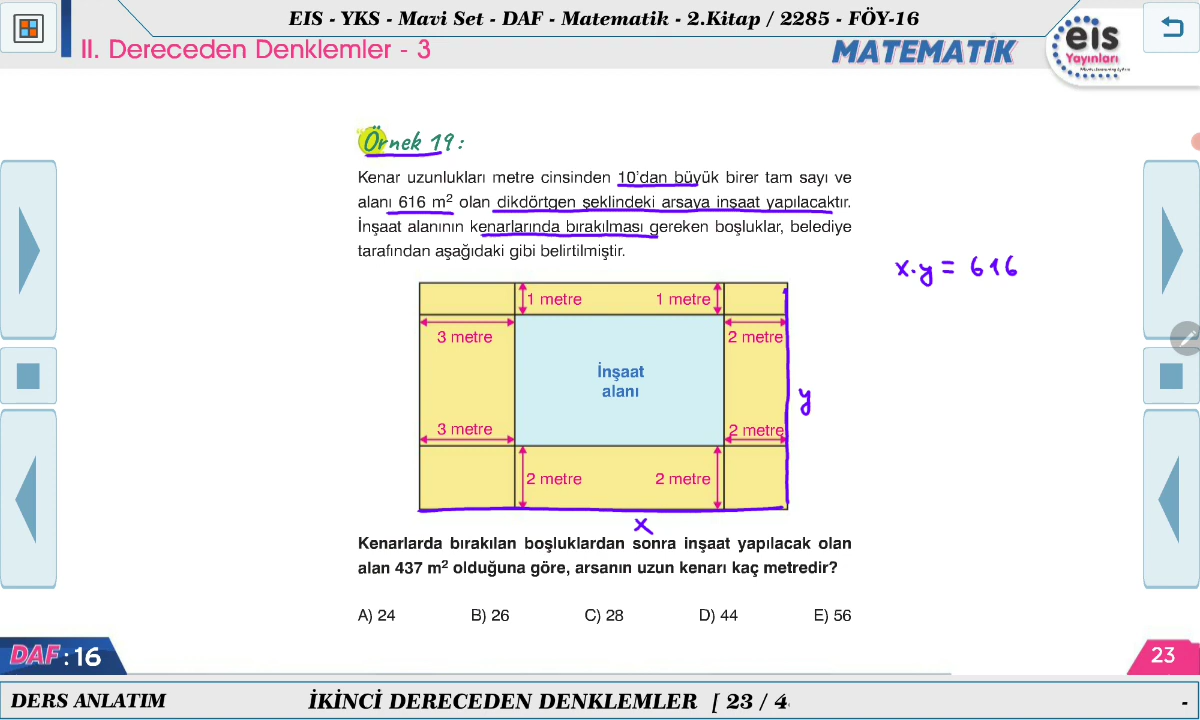 EIS - YKS - Mavi Set - DAF - Matematik - 2.Kitap / 2285 - FÖY-16
II. Dereceden Denklemler - 3
MATEMATİK
eis
Yayınları
Örnek 19:
Kenar uzunlukları metre cinsinden 10'dan büyük birer tam sayı ve
alanı 616 m² olan dikdörtgen şeklindeki arsaya inşaat yapılacaktır.
İnşaat alanının kenarlarında bırakılması gereken boşluklar, belediye
tarafından aşağıdaki gibi belirtilmiştir.
x.y = 616
1 metre 1 metre
3 metre 2 metre
İnşaat
alanı
y
3 metre 2 metre
2 metre 2 metre
x
Kenarlarda bırakılan boşluklardan sonra inşaat yapılacak olan
alan 437 m² olduğuna göre, arsanın uzun kenarı kaç metredir?
A) 24 B) 26 C) 28 D) 44 E) 56
DAF : 16
23
DERS ANLATIM İKİNCİ DERECEDEN DENKLEMLER [ 23 / 4 -